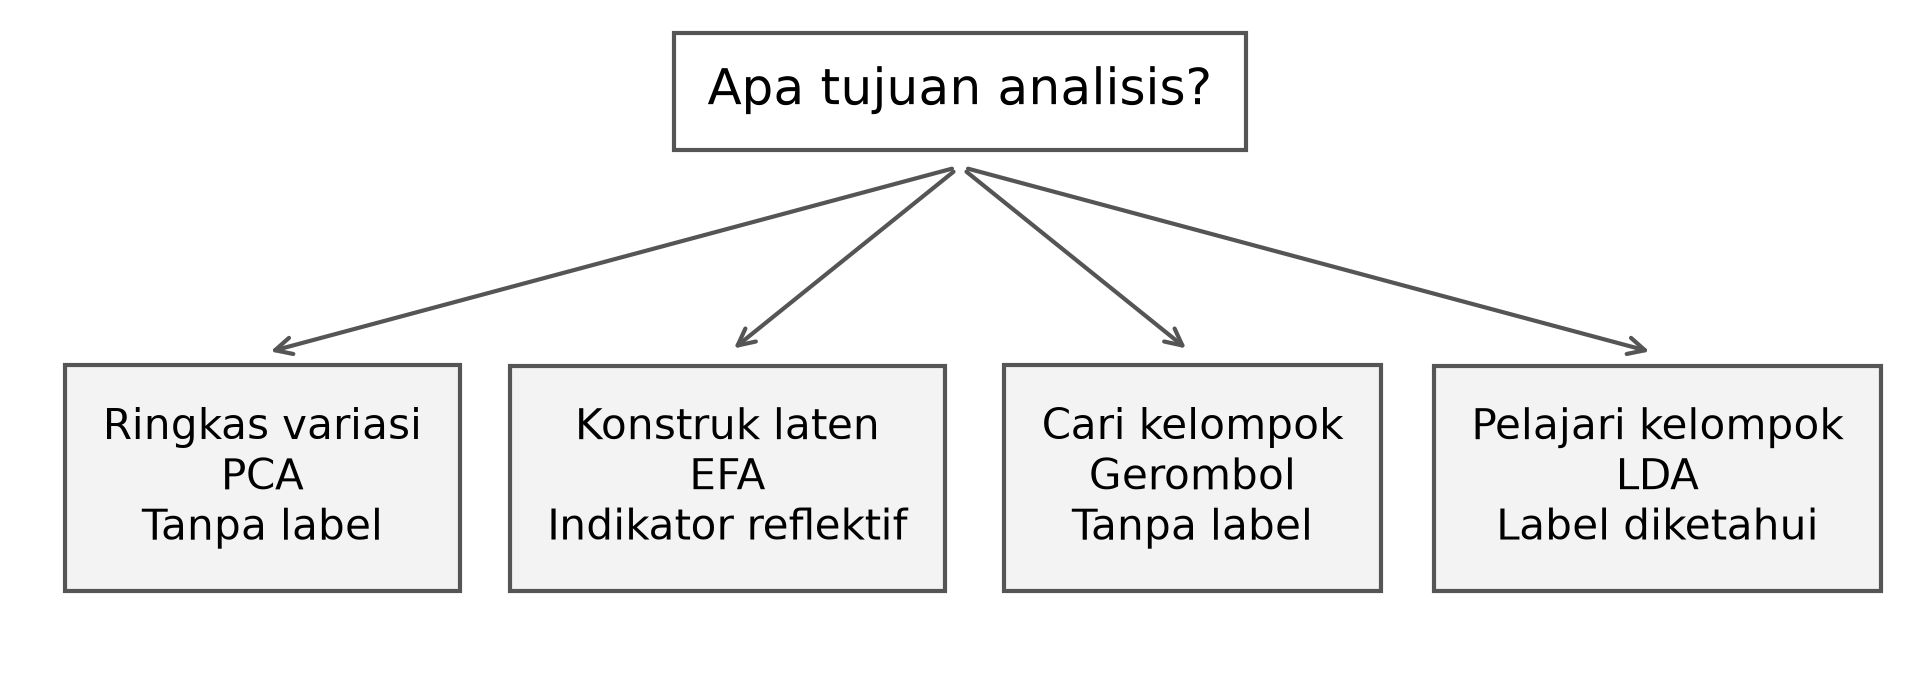 Apa tujuan analisis?
Ringkas variasi
PCA
Tanpa label
Konstruk laten
EFA
Indikator reflektif
Cari kelompok
Gerombol
Tanpa label
Pelajari kelompok
LDA
Label diketahui